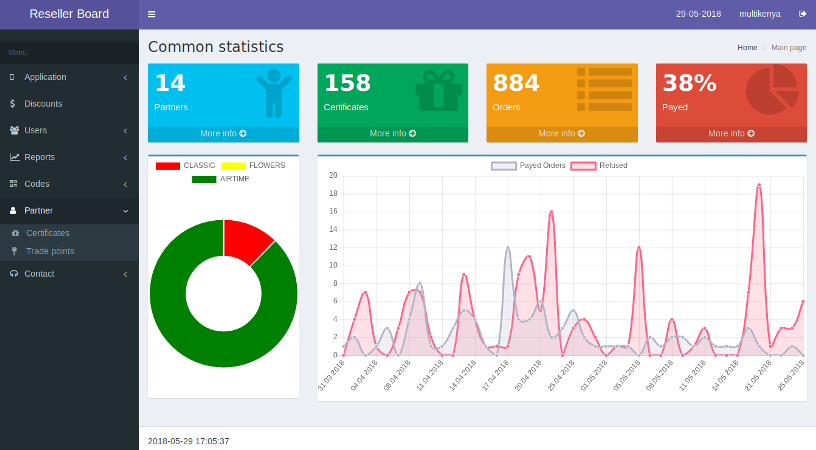 Reseller Board
29-05-2018 multikenya
Menu
Application
Discounts
Users
Reports
Codes
Partner
Certificates
Trade points
Contact
Common statistics
Home > Main page
14
Partners
More info
158
Certificates
More info
884
Orders
More info
38%
Payed
More info
CLASSIC FLOWERS
AIRTIME
Payed Orders Refused
20
18
16
14
12
10
8
6
4
2
0
31.03.2018 04.04.2018 08.04.2018 11.04.2018 14.04.2018 17.04.2018 20.04.2018 25.04.2018 01.05.2018 05.05.2018 08.05.2018 11.05.2018 14.05.2018 21.05.2018 25.05.2018
2018-05-29 17:05:37